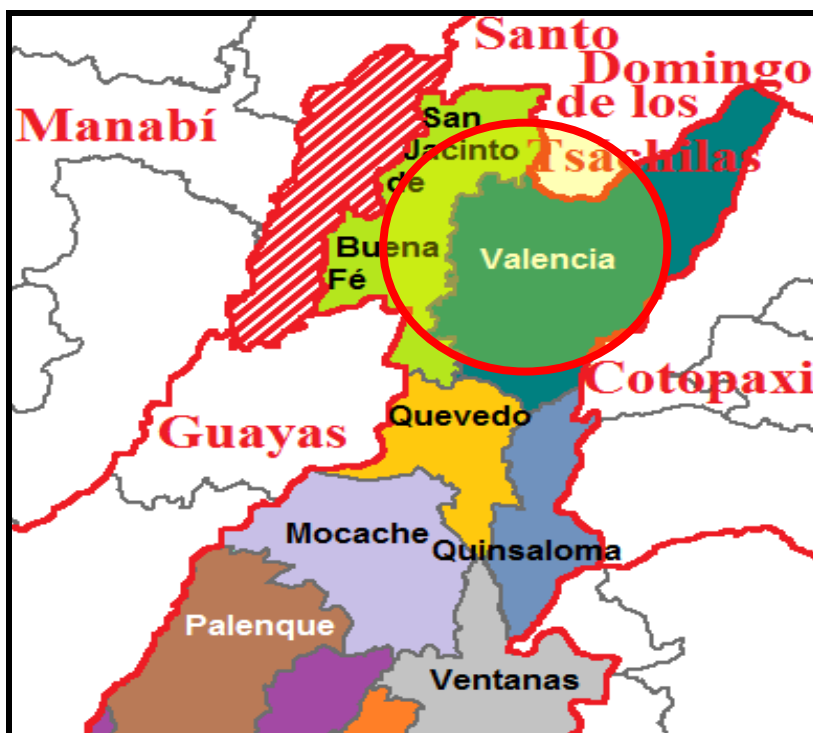 Santo
Domingo
de los
Tsáchilas
Manabí
San
Jacinto
de
Buena
Fé
Valencia
Cotopaxi
Guayas
Quevedo
Mocache
Quinsaloma
Palenque
Ventanas